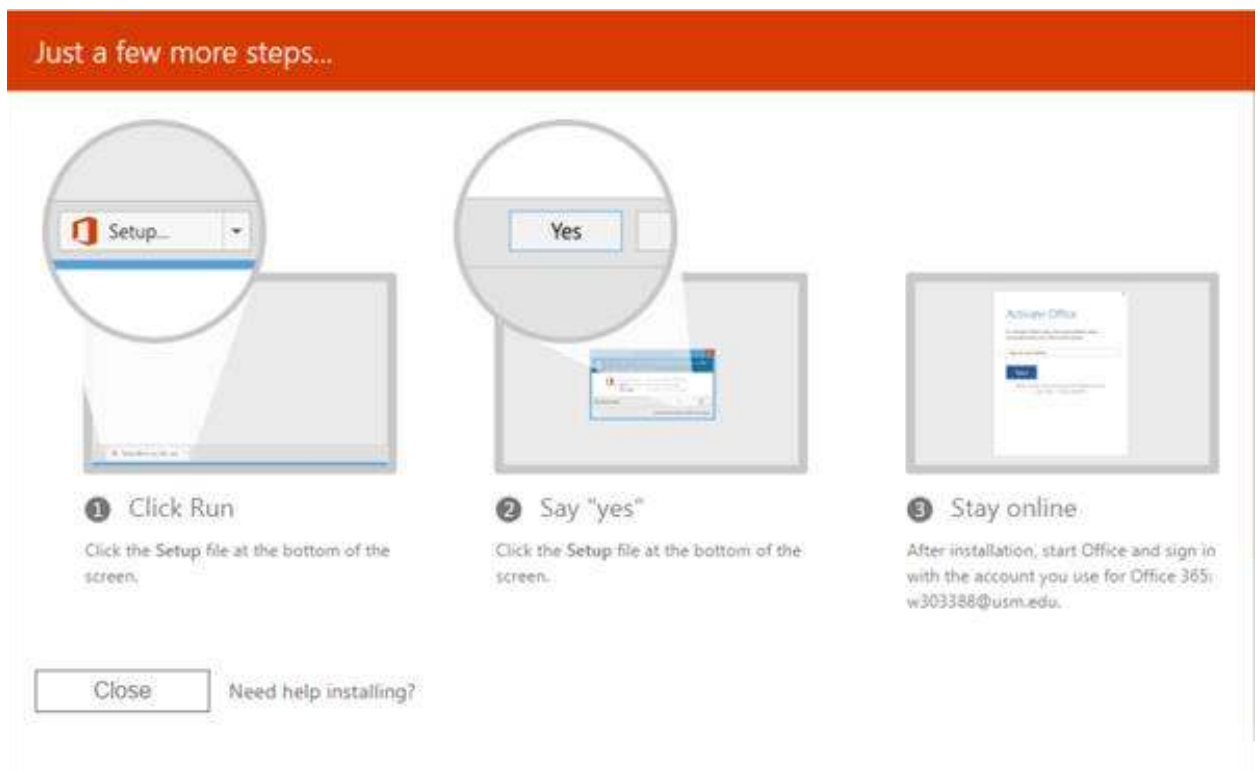 Just a few more steps...
Setup...
Yes
Activate Office
1 Click Run
Click the Setup file at the bottom of the
screen.
2 Say "yes"
Click the Setup file at the bottom of the
screen.
3 Stay online
After installation, start Office and sign in
with the account you use for Office 365:
w303388@usm.edu.
Close
Need help installing?